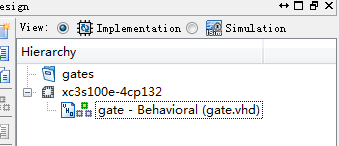 esign
View: Implementation Simulation
Hierarchy
gates
xc3s100e-4cp132
gate - Behavioral (gate.vhd)